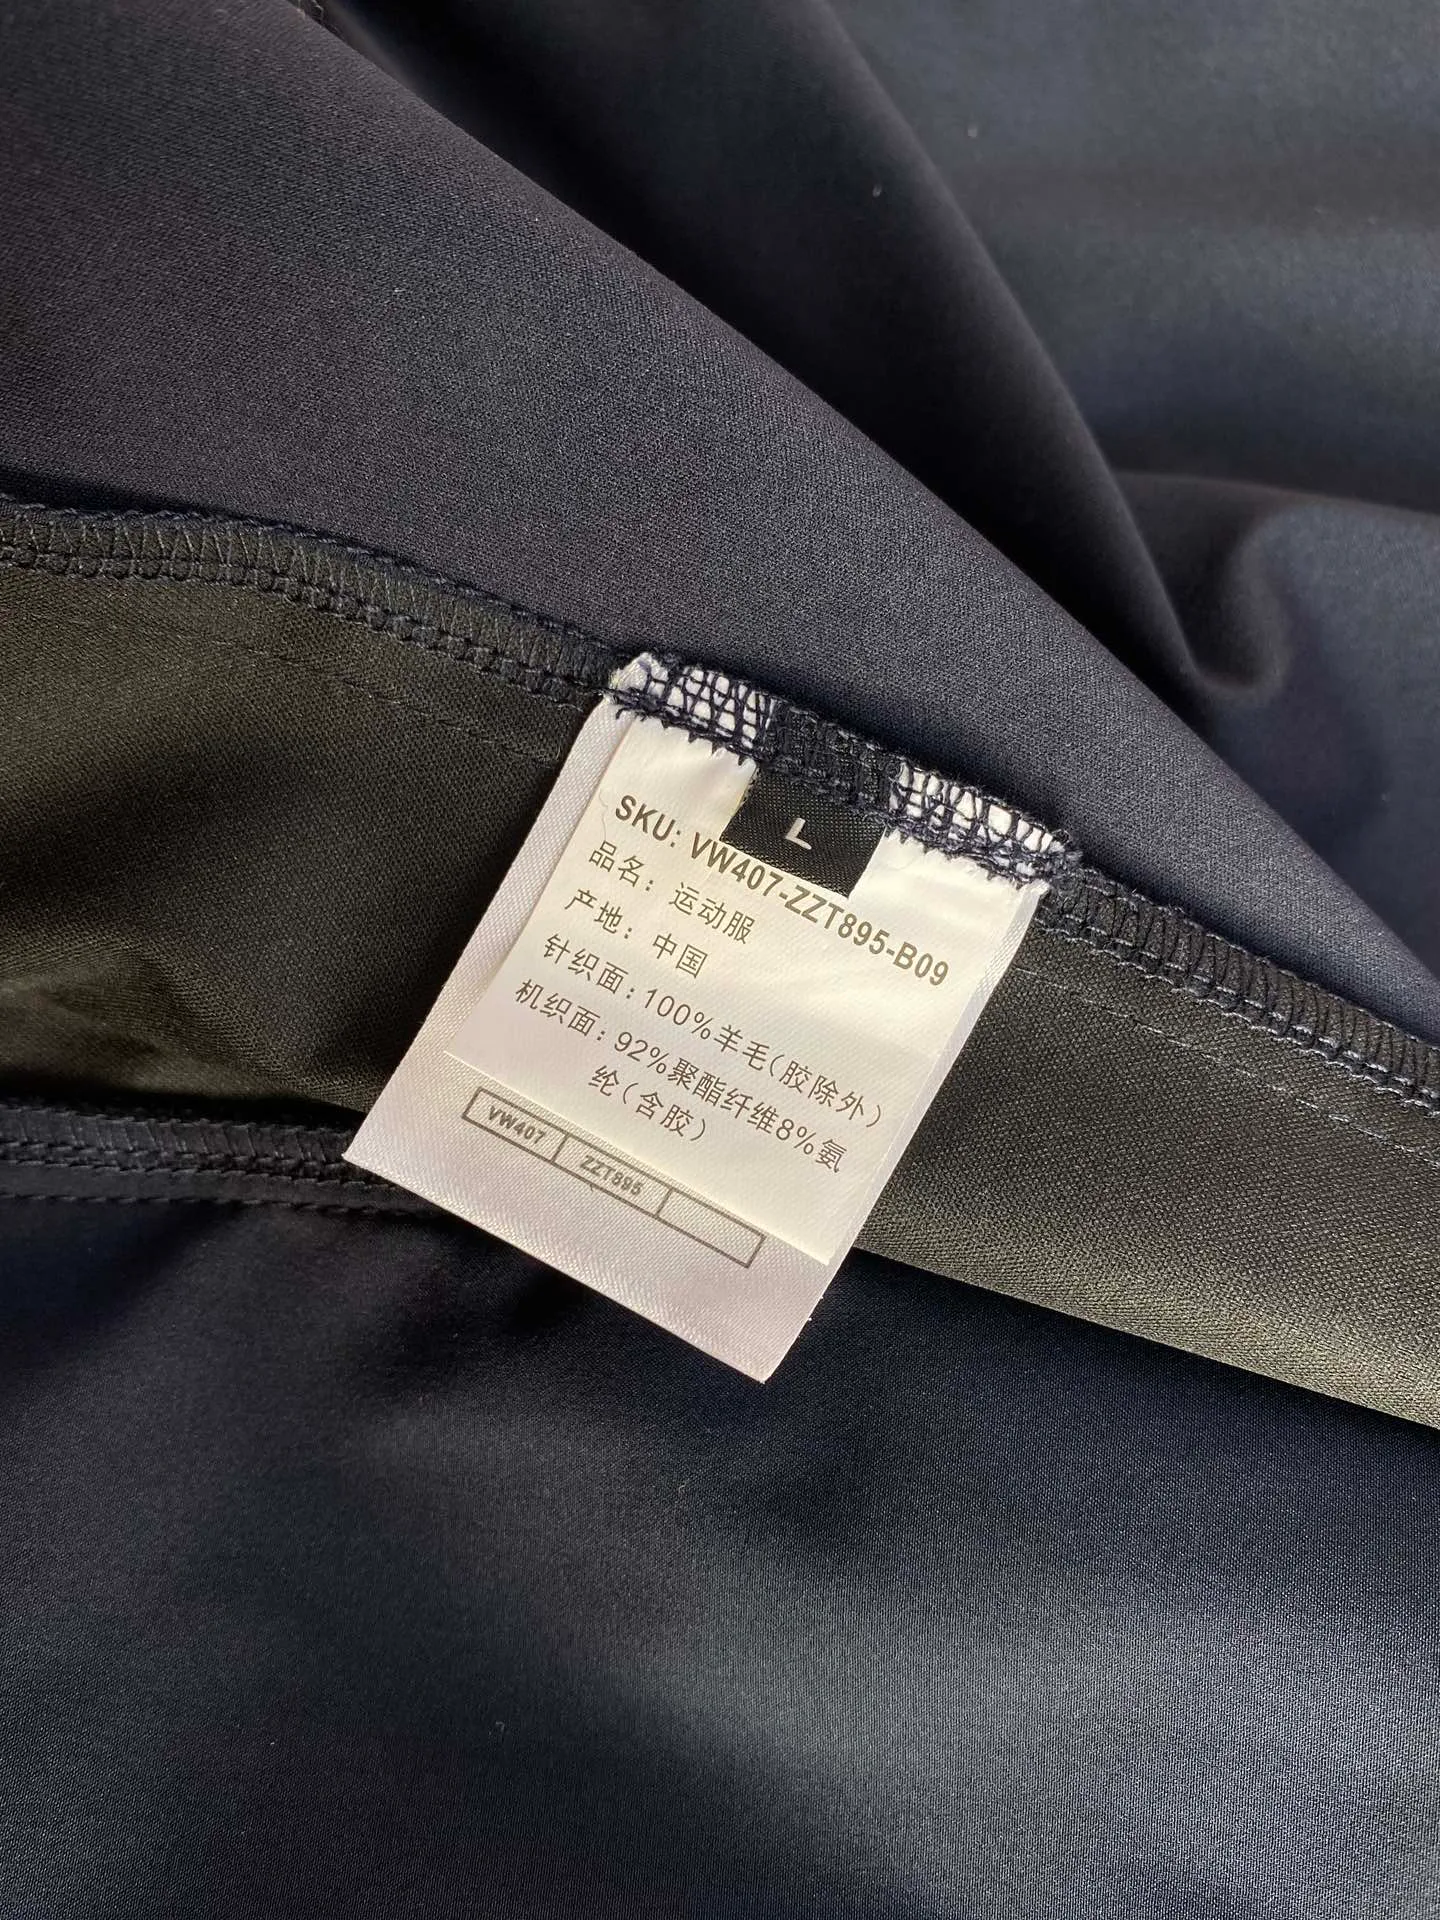 L
SKU: VW407-ZZT895-B09
品名: 运动服
产地: 中国
针织面: 100%羊毛(胶除外)
机织面: 92%聚酯纤维8%氨
纶(含胶)
VW407 ZZT895